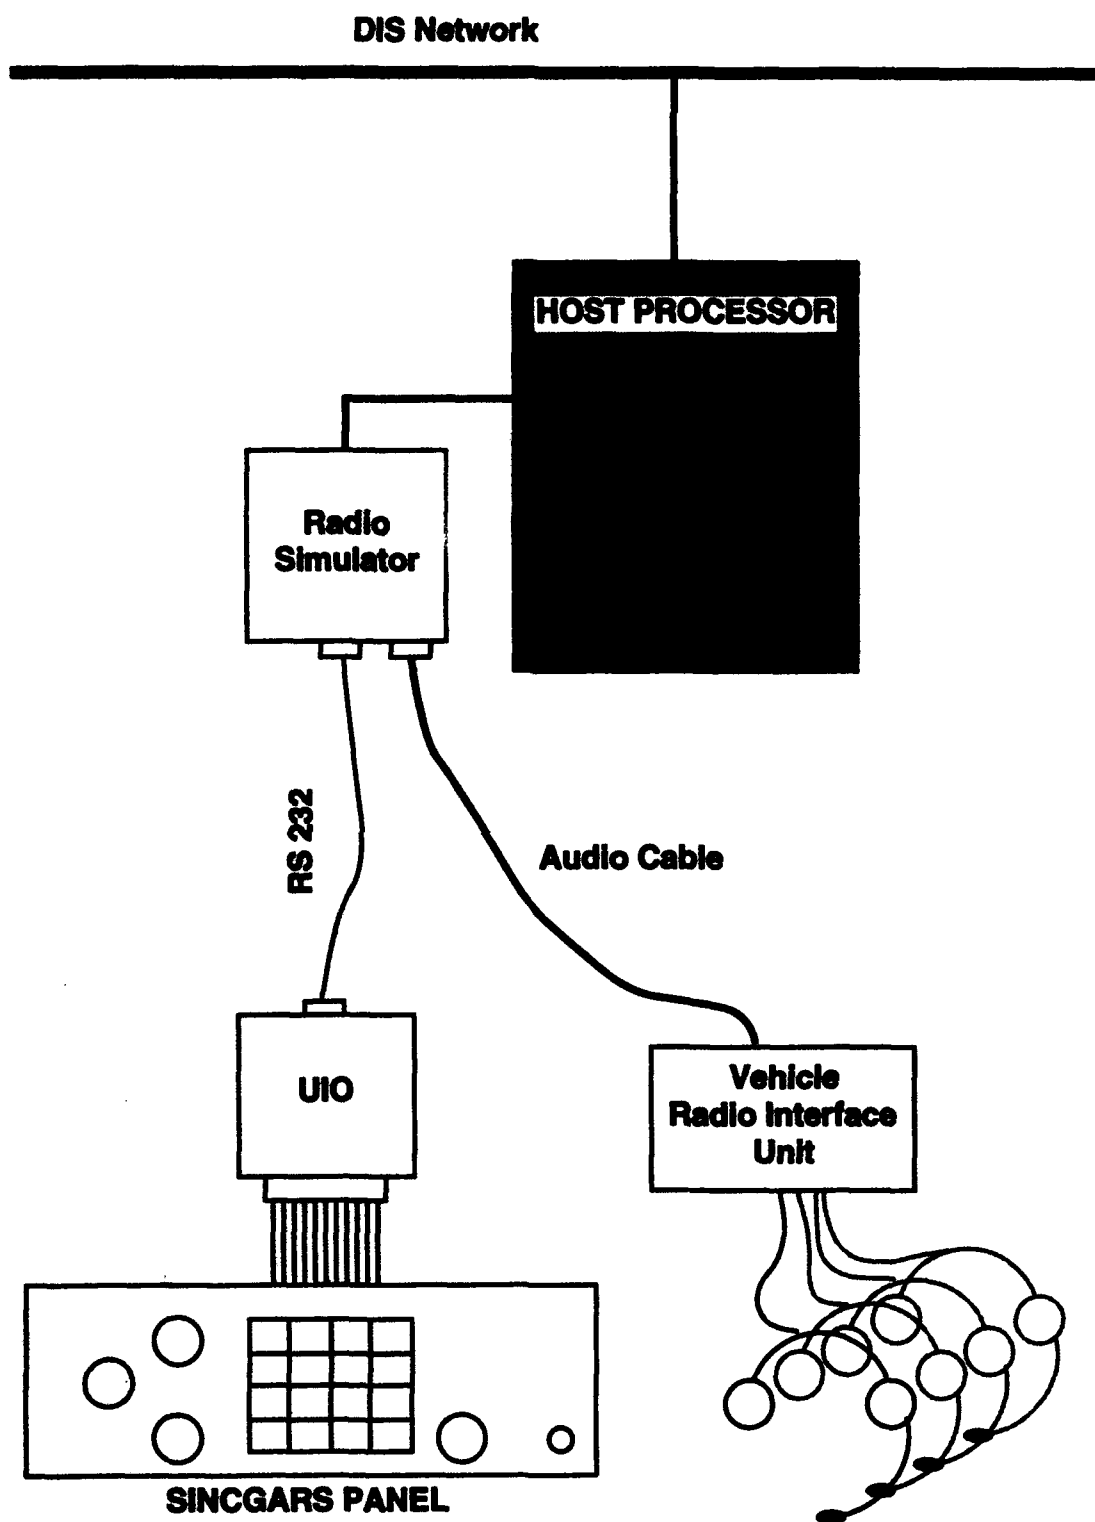 DIS Network
HOST PROCESSOR
Radio
Simulator
RS 232
Audio Cable
UIO
Vehicle
Radio Interface
Unit
SINCGARS PANEL